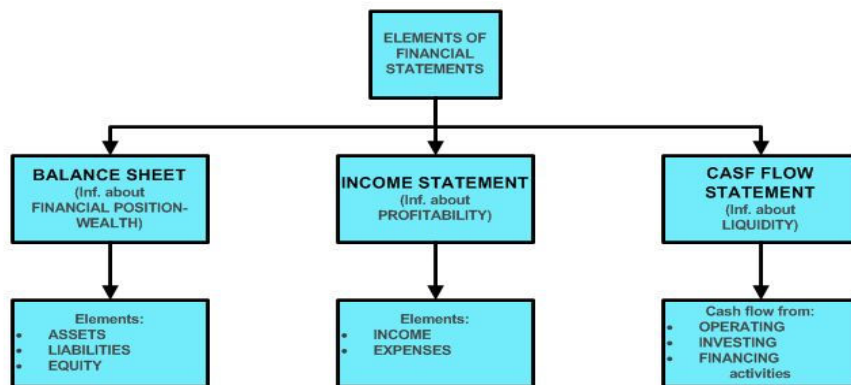 ELEMENTS OF
FINANCIAL
STATEMENTS
BALANCE SHEET
(Inf. about
FINANCIAL POSITION-
WEALTH)
INCOME STATEMENT
(Inf. about
PROFITABILITY)
CASF FLOW
STATEMENT
(Inf. about
LIQUIDITY)
Elements:
• ASSETS
• LIABILITIES
• EQUITY
Elements:
• INCOME
• EXPENSES
Cash flow from:
• OPERATING
• INVESTING
• FINANCING
activities